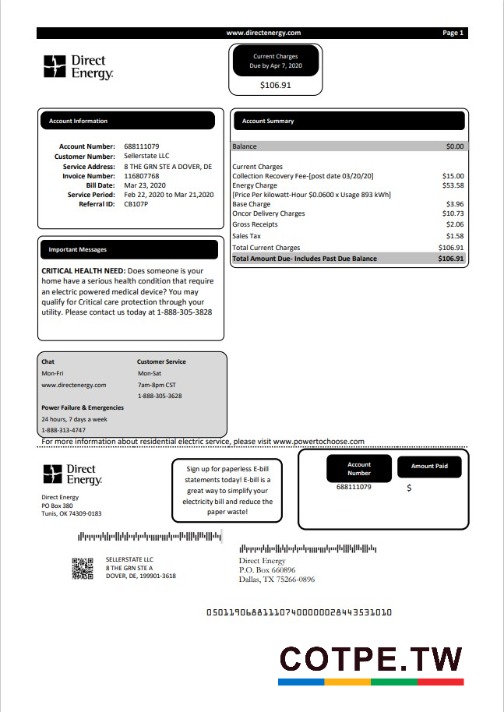 www.directenergy.com Page 1
Direct Energy.
Current Charges
Due by Apr 7, 2020
$106.91
Account Information
Account Number: 688111079
Customer Number: Sellerstate LLC
Service Address: 8 THE GRN STE A DOVER, DE
Invoice Number: 116807768
Bill Date: Mar 23, 2020
Service Period: Feb 22, 2020 to Mar 21,2020
Referral ID: CB107P
Account Summary
Balance $0.00
Current Charges
Collection Recovery Fee-[post date 03/20/20] $15.00
Energy Charge $53.58
[Price Per kilowatt-Hour $0.0600 x Usage 893 kWh]
Base Charge $3.96
Oncor Delivery Charges $10.73
Gross Receipts $2.06
Sales Tax $1.58
Total Current Charges $106.91
Total Amount Due- Includes Past Due Balance $106.91
Important Messages
CRITICAL HEALTH NEED: Does someone is your
home have a serious health condition that require
an electric powered medical device? You may
qualify for Critical care protection through your
utility. Please contact us today at 1-888-305-3828
Chat
Mon-Fri
www.directenergy.com
Customer Service
Mon-Sat
7am-8pm CST
1-888-305-3628
Power Failure & Emergencies
24 hours, 7 days a week
1-888-313-4747
For more information about residential electric service, please visit www.powertochoose.com
Direct Energy.
Direct Energy
PO Box 380
Tunis, OK 74309-0183
Sign up for paperless E-bill
statements today! E-bill is a
great way to simplify your
electricity bill and reduce the
paper waste!
Account Number
688111079
Amount Paid
$
SELLERSTATE LLC
8 THE GRN STE A
DOVER, DE, 199901-3618
Direct Energy
P.O. Box 660896
Dallas, TX 75266-0896
0501190688111074000000028443531010
COTPE.TW